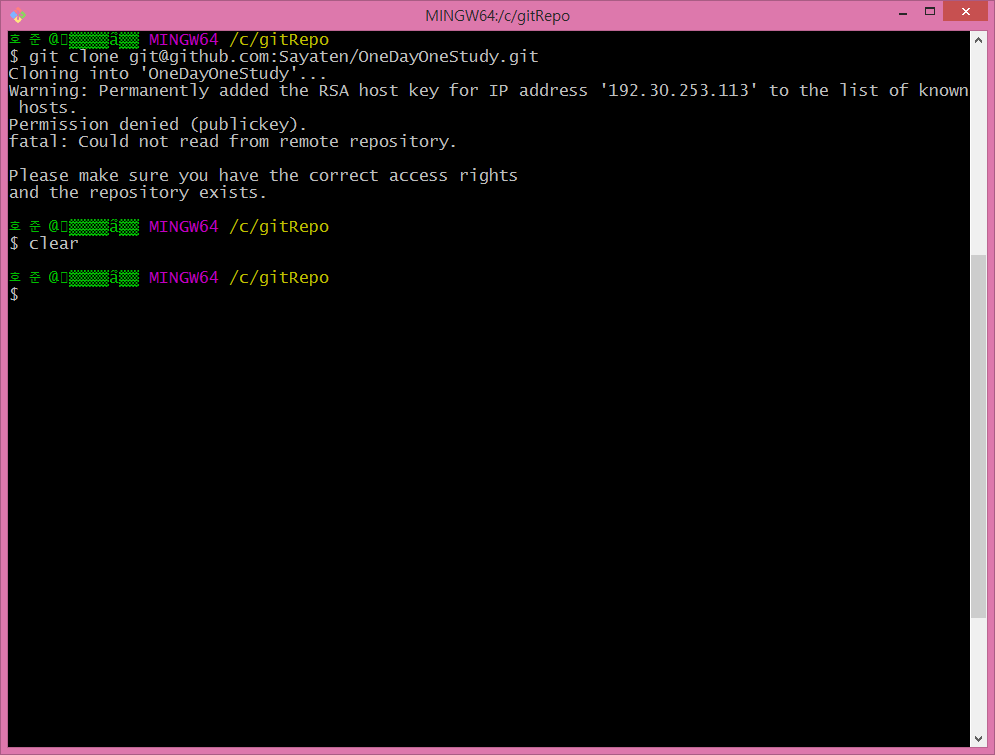 MINGW64:/c/gitRepo
호 준 @ MINGW64 /c/gitRepo
$ git clone git@github.com:Sayaten/OneDayOneStudy.git
Cloning into 'OneDayOneStudy'...
Warning: Permanently added the RSA host key for IP address '192.30.253.113' to the list of known
hosts.
Permission denied (publickey).
fatal: Could not read from remote repository.
Please make sure you have the correct access rights
and the repository exists.
호 준 @ MINGW64 /c/gitRepo
$ clear
호 준 @ MINGW64 /c/gitRepo
$